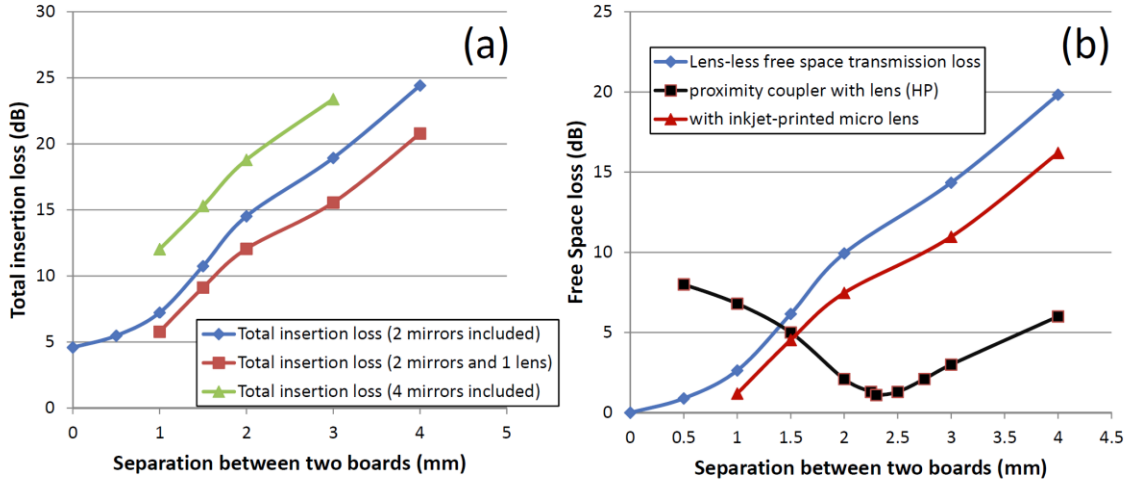 (a)
Total insertion loss (dB)
30
25
20
15
10
5
0
Total insertion loss (2 mirrors included)
Total insertion loss (2 mirrors and 1 lens)
Total insertion loss (4 mirrors included)
0 1 2 3 4 5
Separation between two boards (mm)
(b)
Free Space loss (dB)
25
20
15
10
5
0
Lens-less free space transmission loss
proximity coupler with lens (HP)
with inkjet-printed micro lens
0 0.5 1 1.5 2 2.5 3 3.5 4 4.5
Separation between two boards (mm)